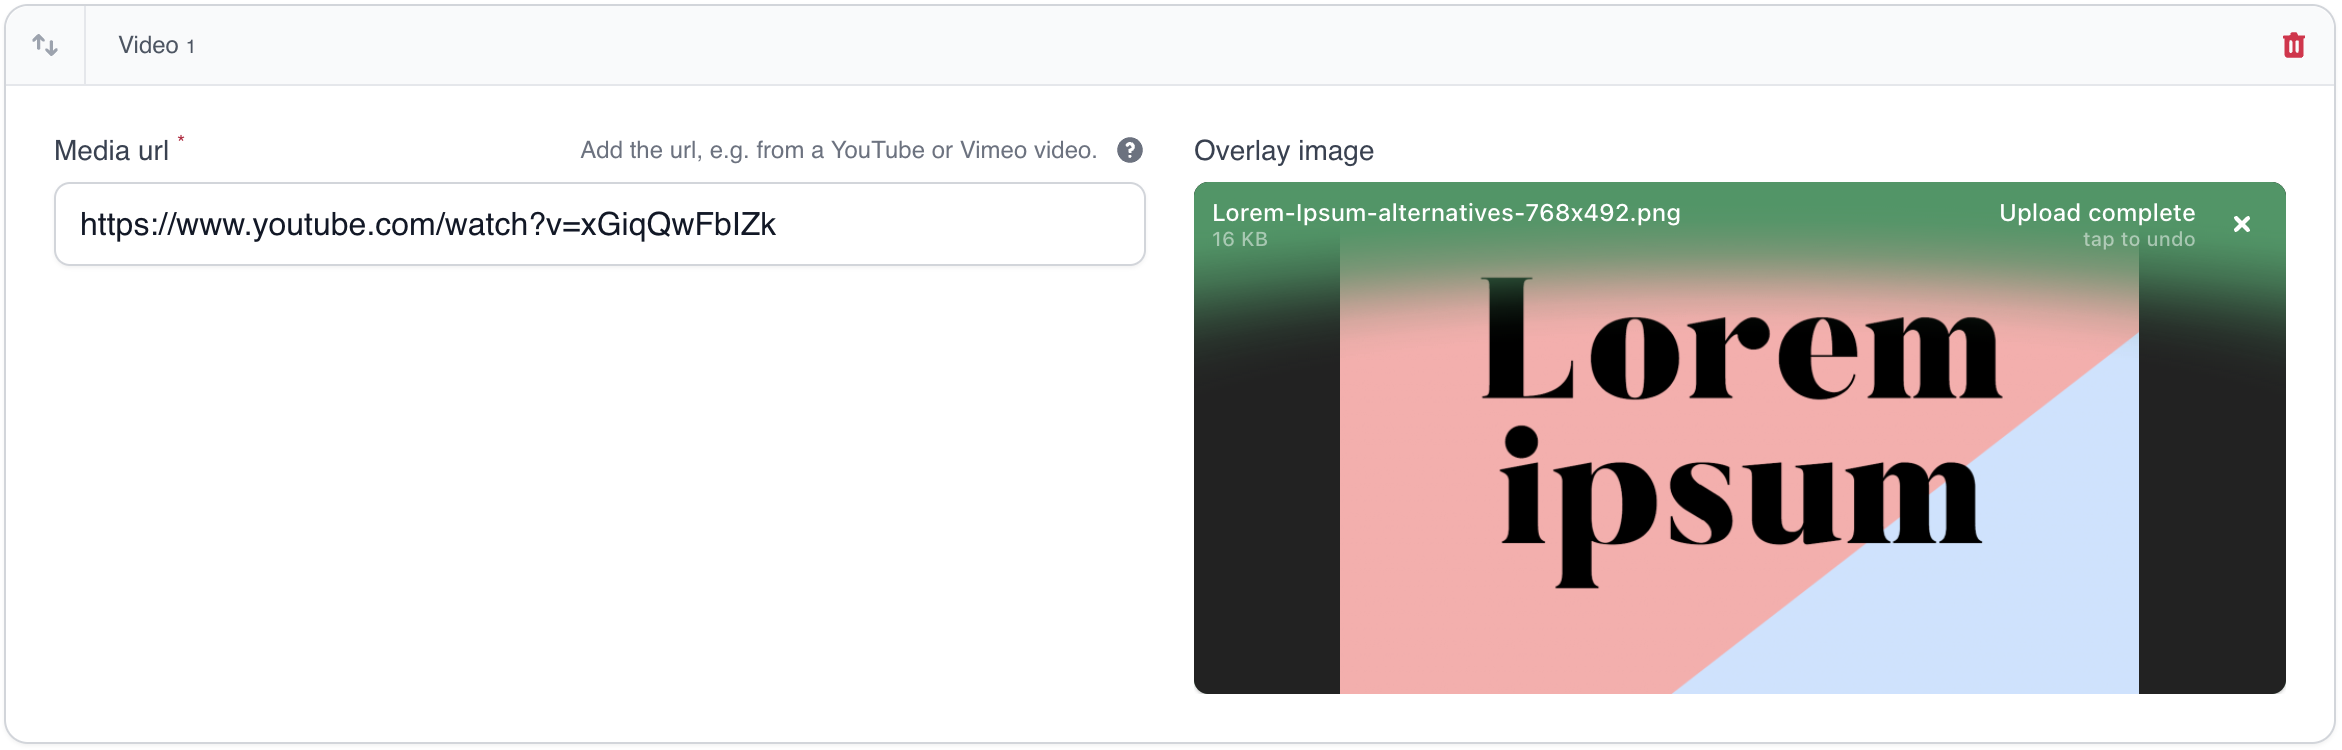 Video 1
Media url *
Add the url, e.g. from a YouTube or Vimeo video. ?
https://www.youtube.com/watch?v=xGiqQwFbIZk
Overlay image
Lorem-Ipsum-alternatives-768x492.png
16 KB
Upload complete
tap to undo
Lorem
ipsum